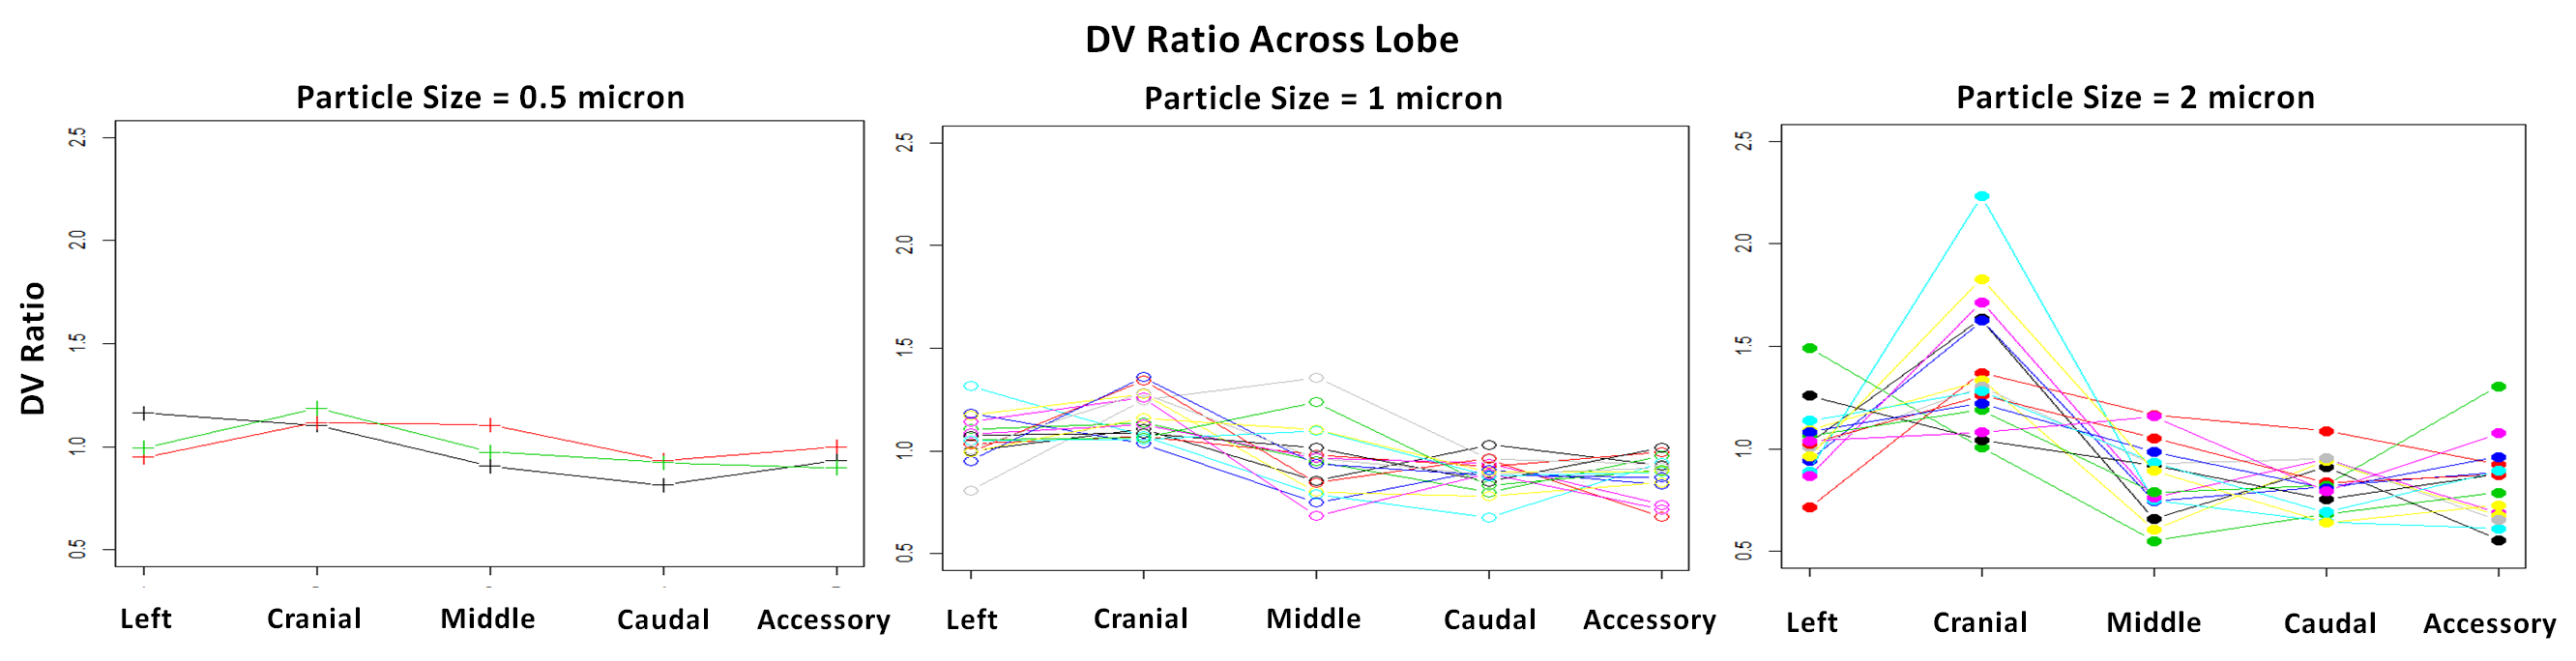 DV Ratio Across Lobe
Particle Size = 0.5 micron
Particle Size = 1 micron
Particle Size = 2 micron
DV Ratio
2.5
2.0
1.5
1.0
0.5
Left Cranial Middle Caudal Accessory
2.5
2.0
1.5
1.0
0.5
Left Cranial Middle Caudal Accessory
2.5
2.0
1.5
1.0
0.5
Left Cranial Middle Caudal Accessory